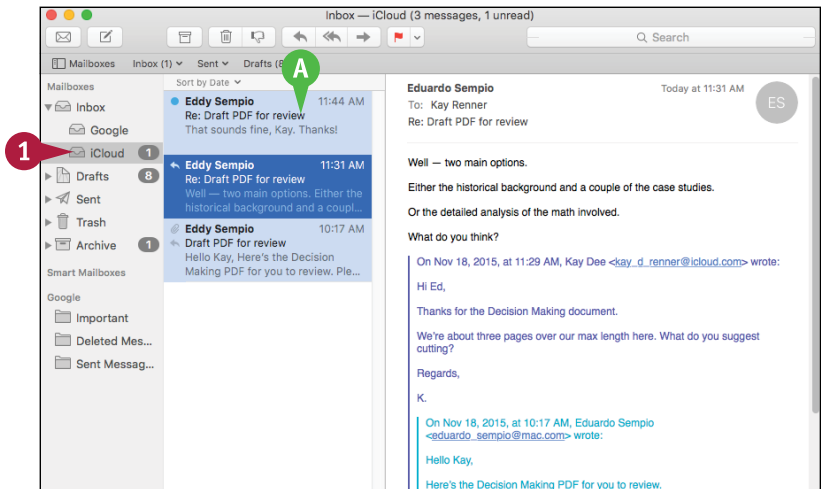 Inbox — iCloud (3 messages, 1 unread)
Search
Mailboxes Inbox (1) Sent Drafts (8
A
Mailboxes
Inbox
Google
1
iCloud 1
Drafts 8
Sent
Trash
Archive 1
Smart Mailboxes
Google
Important
Deleted Mes...
Sent Messag...
Sort by Date
Eddy Sempio 11:44 AM
Re: Draft PDF for review
That sounds fine, Kay. Thanks!
Eddy Sempio 11:31 AM
Re: Draft PDF for review
Well — two main options. Either the
historical background and a coupl...
Eddy Sempio 10:17 AM
Draft PDF for review
Hello Kay, Here's the Decision
Making PDF for you to review. Ple...
Eduardo Sempio Today at 11:31 AM
ES
To: Kay Renner
Re: Draft PDF for review
Well — two main options.
Either the historical background and a couple of the case studies.
Or the detailed analysis of the math involved.
What do you think?
On Nov 18, 2015, at 11:29 AM, Kay Dee <kay_d_renner@icloud.com> wrote:
Hi Ed,
Thanks for the Decision Making document.
We're about three pages over our max length here. What do you suggest
cutting?
Regards,
K.
On Nov 18, 2015, at 10:17 AM, Eduardo Sempio
<eduardo_sempio@mac.com> wrote:
Hello Kay,
Here's the Decision Making PDF for you to review.